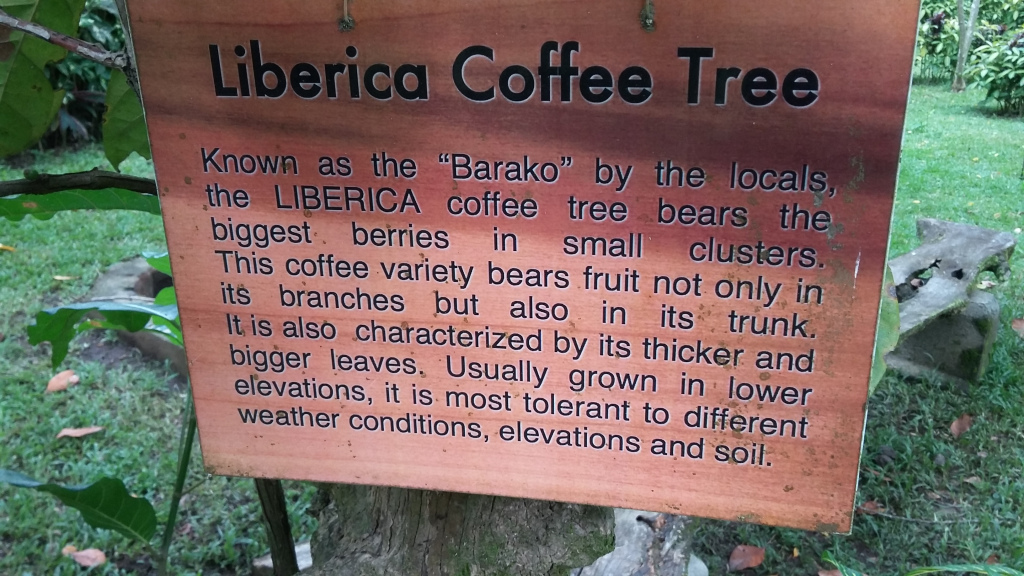 Liberica Coffee Tree
Known as the “Barako” by the locals,
the LIBERICA coffee tree bears the
biggest berries in small clusters.
This coffee variety bears fruit not only in
its branches but also in its trunk.
It is also characterized by its thicker and
bigger leaves. Usually grown in lower
elevations, it is most tolerant to different
weather conditions, elevations and soil.